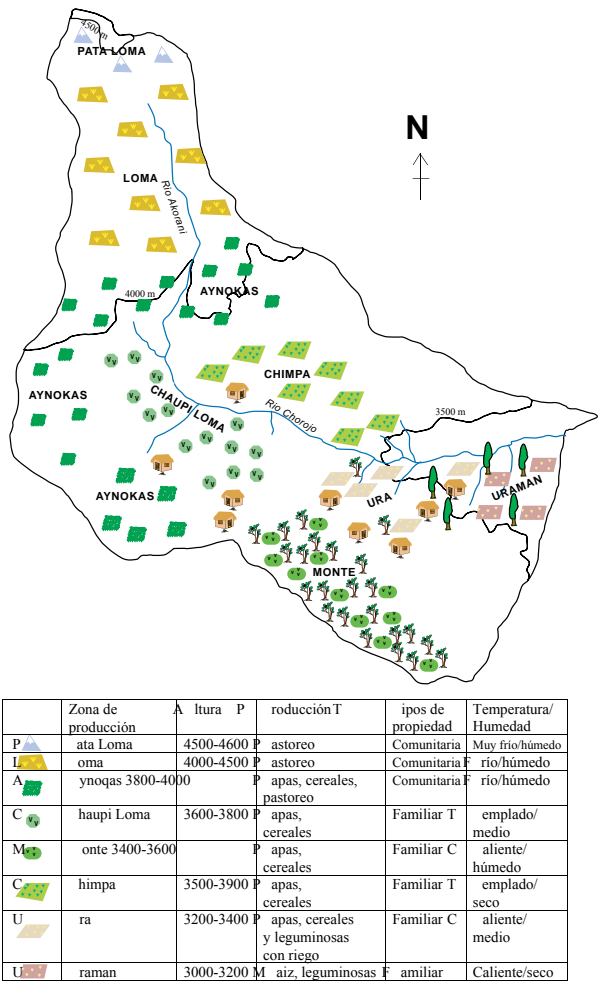 4500 m
PATA LOMA
N
LOMA
Rio Akorani
AYNOKAS
4000 m
CHIMPA
AYNOKAS
CHAUPI LOMA
Rio Chorojo
3500 m
AYNOKAS
URA
URAMAN
MONTE
Zona de A ltura P roducción T ipos de Temperatura/
producción propiedad Humedad
P ata Loma 4500-4600 P astoreo Comunitaria Muy frío/húmedo
L oma 4000-4500 P astoreo Comunitaria F río/húmedo
A ynoqas 3800-4000 P apas, cereales, Comunitaria F río/húmedo
pastoreo
C haupi Loma 3600-3800 P apas, Familiar T emplado/
cereales medio
M onte 3400-3600 P apas, Familiar C aliente/
cereales húmedo
C himpa 3500-3900 P apas, Familiar T emplado/
cereales seco
U ra 3200-3400 P apas, cereales Familiar C aliente/
y leguminosas medio
con riego
U raman 3000-3200 M aiz, leguminosas F amiliar Caliente/seco